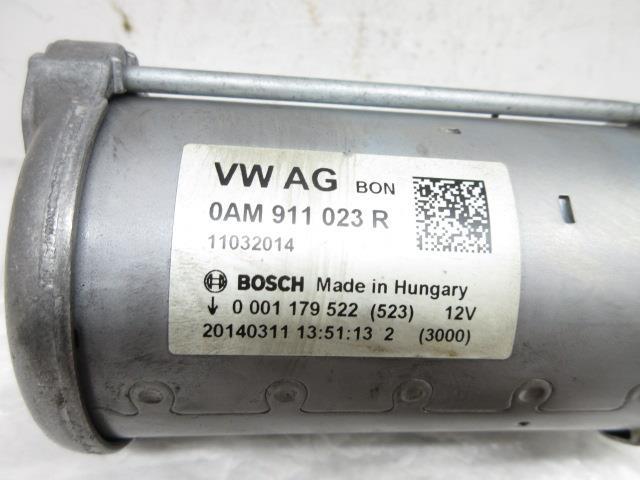 VW AG BON
0AM 911 023 R
11032014
BOSCH Made in Hungary
↓ 0 001 179 522 (523) 12V
20140311 13:51:13 2 (3000)